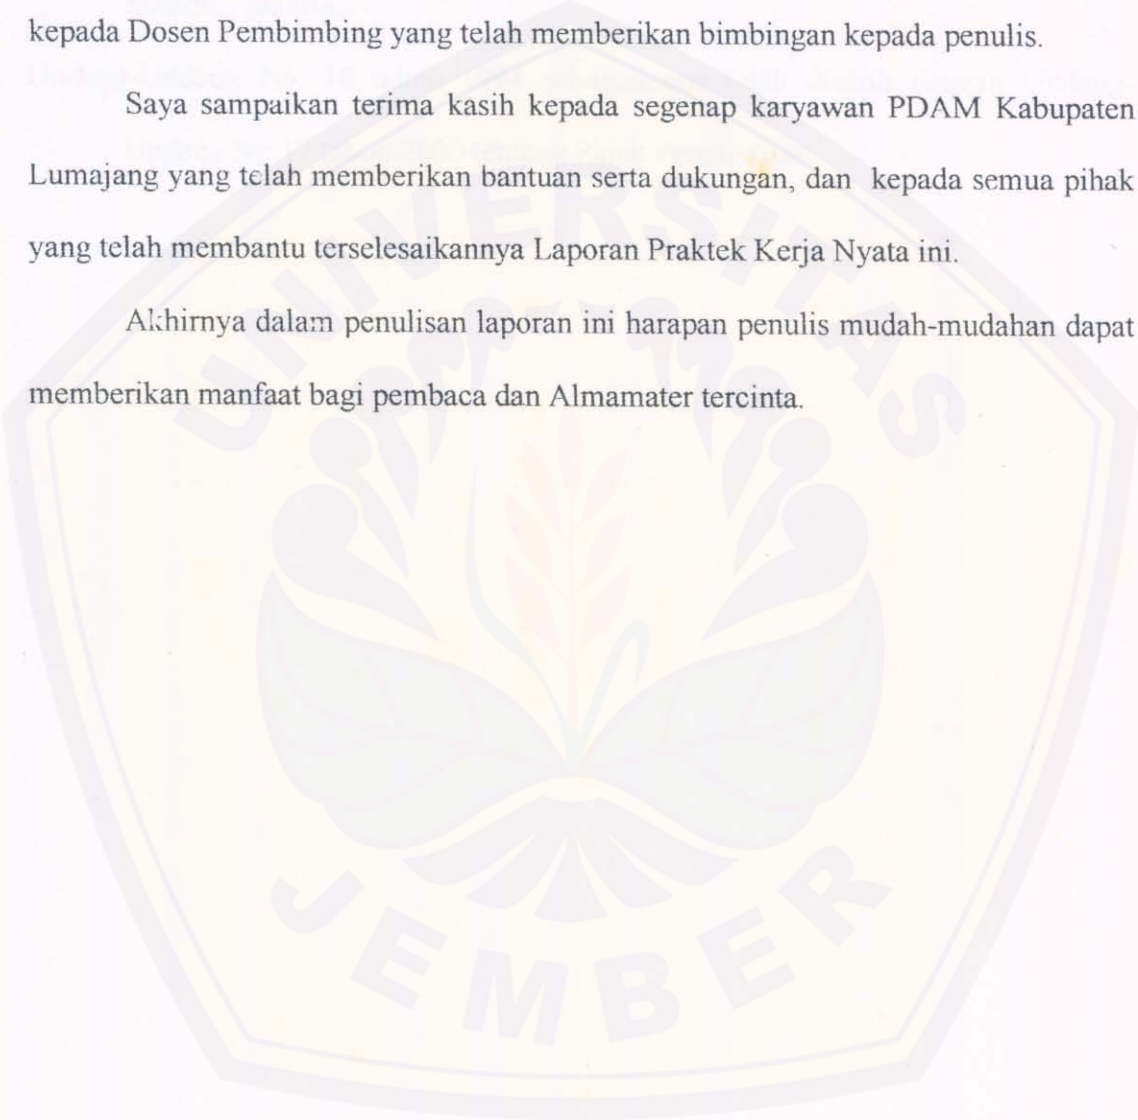 kepada Dosen Pembimbing yang telah memberikan bimbingan kepada penulis.
Saya sampaikan terima kasih kepada segenap karyawan PDAM Kabupaten
Lumajang yang telah memberikan bantuan serta dukungan, dan kepada semua pihak
yang telah membantu terselesaikannya Laporan Praktek Kerja Nyata ini.
Akhirnya dalam penulisan laporan ini harapan penulis mudah-mudahan dapat
memberikan manfaat bagi pembaca dan Almamater tercinta.
UNIVERSITAS
JEMBER